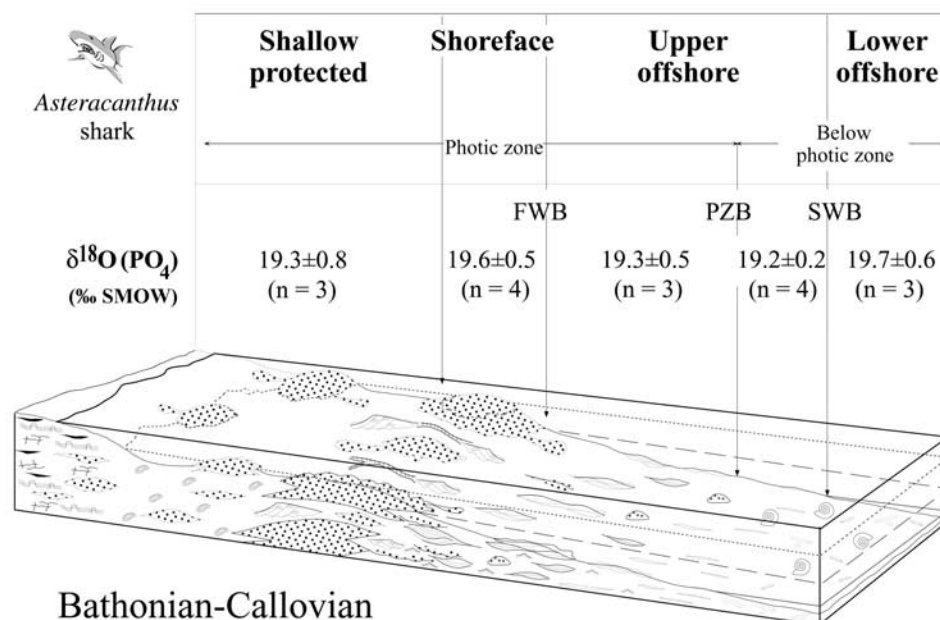 Shallow protected
Shoreface
Upper offshore
Lower offshore
Asteracanthus shark
Photic zone
Below photic zone
FWB
PZB
SWB
δ18O (PO4) (‰ SMOW)
19.3±0.8 (n = 3)
19.6±0.5 (n = 4)
19.3±0.5 (n = 3)
19.2±0.2 (n = 4)
19.7±0.6 (n = 3)
Bathonian-Callovian